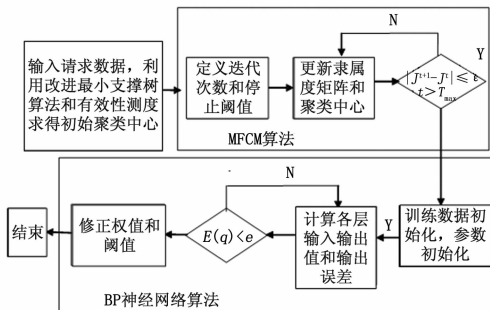 输入请求数据，利
用改进最小支撑树
算法和有效性测度
求得初始聚类中心
定义迭代
次数和停
止阈值
更新隶属
度矩阵和
聚类中心
N
|J^{t+1}-J^t|≤ε
t>T_max
Y
MFCM算法
训练数据初
始化，参数
初始化
Y
计算各层
输入输出
值和输出
误差
N
E(q)<e
修正权值和
阈值
结束
BP神经网络算法